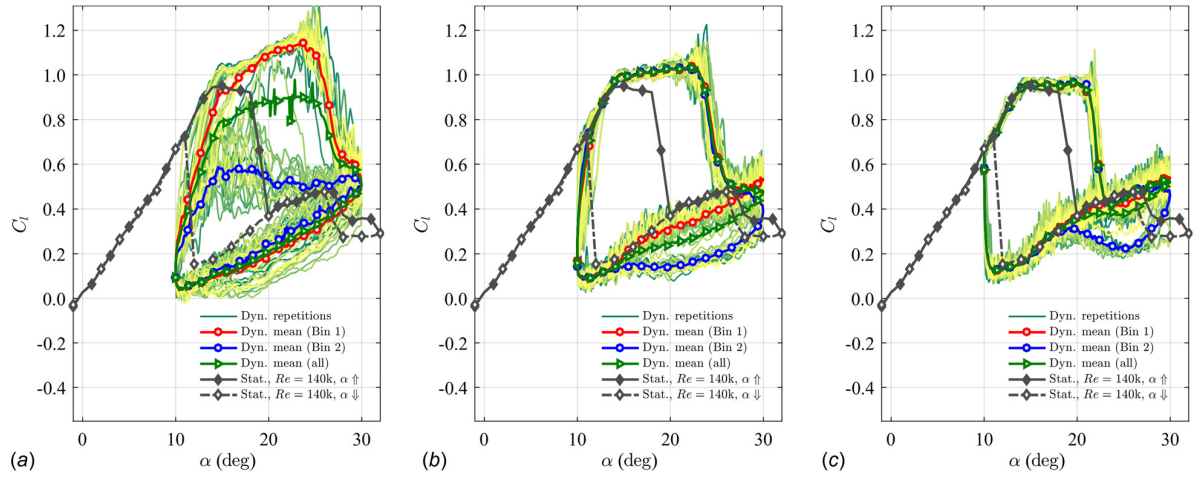 1.2
1.0
0.8
0.6
0.4
0.2
0.0
-0.2
-0.4
C_l
Dyn. repetitions
Dyn. mean (Bin 1)
Dyn. mean (Bin 2)
Dyn. mean (all)
Stat., Re = 140k, α ⇑
Stat., Re = 140k, α ⇓
0 10 20 30
(a) α (deg)
1.2
1.0
0.8
0.6
0.4
0.2
0.0
-0.2
-0.4
C_l
Dyn. repetitions
Dyn. mean (Bin 1)
Dyn. mean (Bin 2)
Dyn. mean (all)
Stat., Re = 140k, α ⇑
Stat., Re = 140k, α ⇓
0 10 20 30
(b) α (deg)
1.2
1.0
0.8
0.6
0.4
0.2
0.0
-0.2
-0.4
C_l
Dyn. repetitions
Dyn. mean (Bin 1)
Dyn. mean (Bin 2)
Dyn. mean (all)
Stat., Re = 140k, α ⇑
Stat., Re = 140k, α ⇓
0 10 20 30
(c) α (deg)